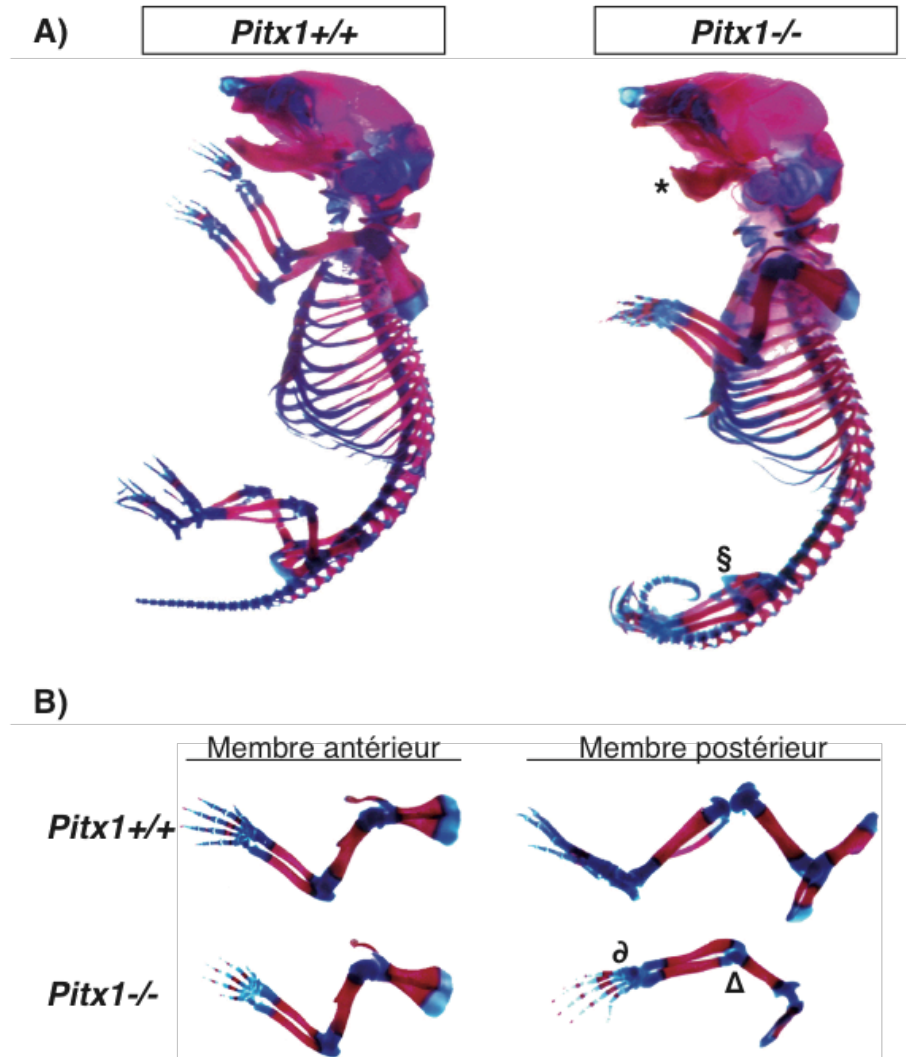 A)
Pitx1+/+
Pitx1-/-
*
§
B)
Membre antérieur
Membre postérieur
Pitx1+/+
Pitx1-/-
∂
Δ